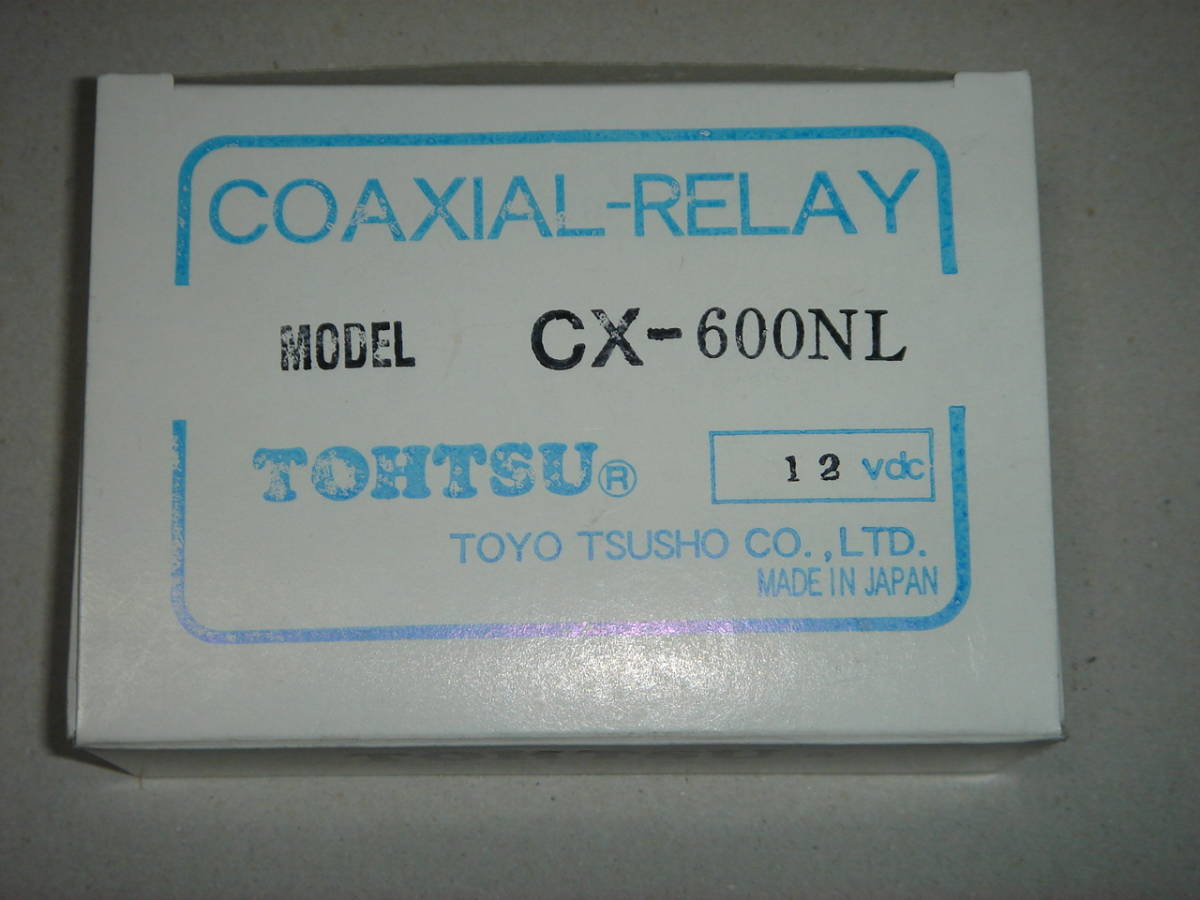 COAXIAL-RELAY
MODEL CX-600NL
TOHTSU® 12 vdc
TOYO TSUSHO CO.,LTD.
MADE IN JAPAN